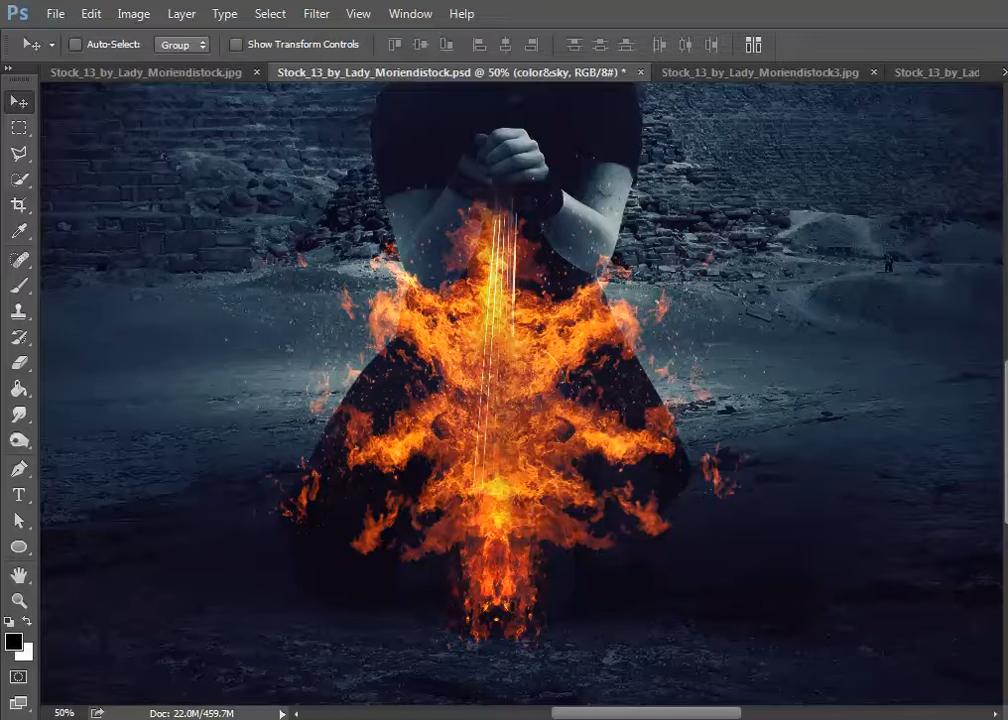 Ps File Edit Image Layer Type Select Filter View Window Help
Auto-Select: Group Show Transform Controls
Stock_13_by_Lady_Moriendistock.jpg × Stock_13_by_Lady_Moriendistock.psd @ 50% (color&sky, RGB/8#) * × Stock_13_by_Lady_Moriendistock3.jpg × Stock_13_by_Lad
T
50% Doc: 22.0M/459.7M